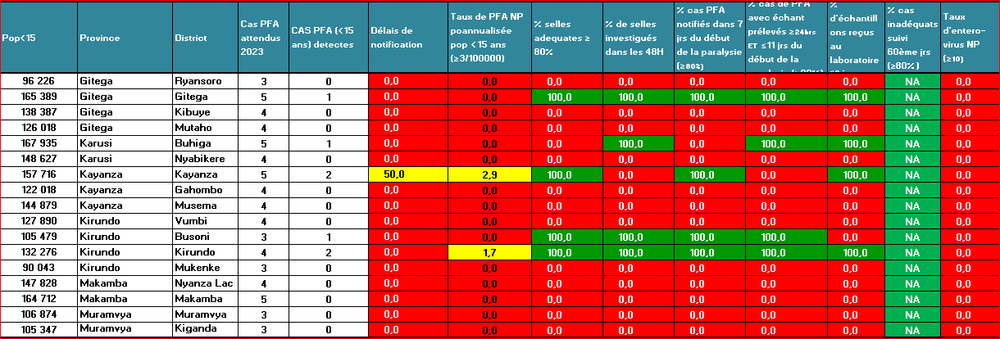 Pop<15 Province District Cas PFA attendus 2023 CAS PFA (<15 ans) detectes Délais de notification Taux de PFA NP poannualisée pop <15 ans (≥3/100000) % selles adequates ≥ 80% % de selles investigués dans les 48H % cas PFA notifiés dans 7 jrs du début de la paralysie (≥80%) % cas de PFA avec échant prélevés ≥24hrs ET ≤11 jrs du début de la % d'échantill ons reçus au laboratoire % cas inadéquats suivi 60ème jrs (≥80%) Taux d'entero-virus NP (≥10)
96 226 Gitega Ryansoro 3 0 0,0 0,0 0,0 0,0 0,0 0,0 0,0 NA 0,0
165 389 Gitega Gitega 5 1 0,0 0,0 100,0 100,0 100,0 100,0 100,0 NA 0,0
138 387 Gitega Kibuye 4 0 0,0 0,0 0,0 0,0 0,0 0,0 0,0 NA 0,0
126 018 Gitega Mutaho 4 0 0,0 0,0 0,0 0,0 0,0 0,0 0,0 NA 0,0
167 935 Karusi Buhiga 5 1 0,0 0,0 0,0 100,0 0,0 100,0 100,0 NA 0,0
148 627 Karusi Nyabikere 4 0 0,0 0,0 0,0 0,0 0,0 0,0 0,0 NA 0,0
157 716 Kayanza Kayanza 5 2 50,0 2,9 100,0 0,0 100,0 0,0 100,0 NA 0,0
122 018 Kayanza Gahombo 4 0 0,0 0,0 0,0 0,0 0,0 0,0 0,0 NA 0,0
144 879 Kayanza Musema 4 0 0,0 0,0 0,0 0,0 0,0 0,0 0,0 NA 0,0
127 890 Kirundo Vumbi 4 0 0,0 0,0 0,0 0,0 0,0 0,0 0,0 NA 0,0
105 479 Kirundo Busoni 3 1 0,0 0,0 100,0 100,0 100,0 100,0 0,0 NA 0,0
132 276 Kirundo Kirundo 4 2 0,0 1,7 100,0 100,0 100,0 100,0 100,0 NA 0,0
90 043 Kirundo Mukenke 3 0 0,0 0,0 0,0 0,0 0,0 0,0 0,0 NA 0,0
147 828 Makamba Nyanza Lac 4 0 0,0 0,0 0,0 0,0 0,0 0,0 0,0 NA 0,0
164 712 Makamba Makamba 5 0 0,0 0,0 0,0 0,0 0,0 0,0 0,0 NA 0,0
106 874 Muramvya Muramvya 3 0 0,0 0,0 0,0 0,0 0,0 0,0 0,0 NA 0,0
105 347 Muramvya Kiganda 3 0 0,0 0,0 0,0 0,0 0,0 0,0 0,0 NA 0,0